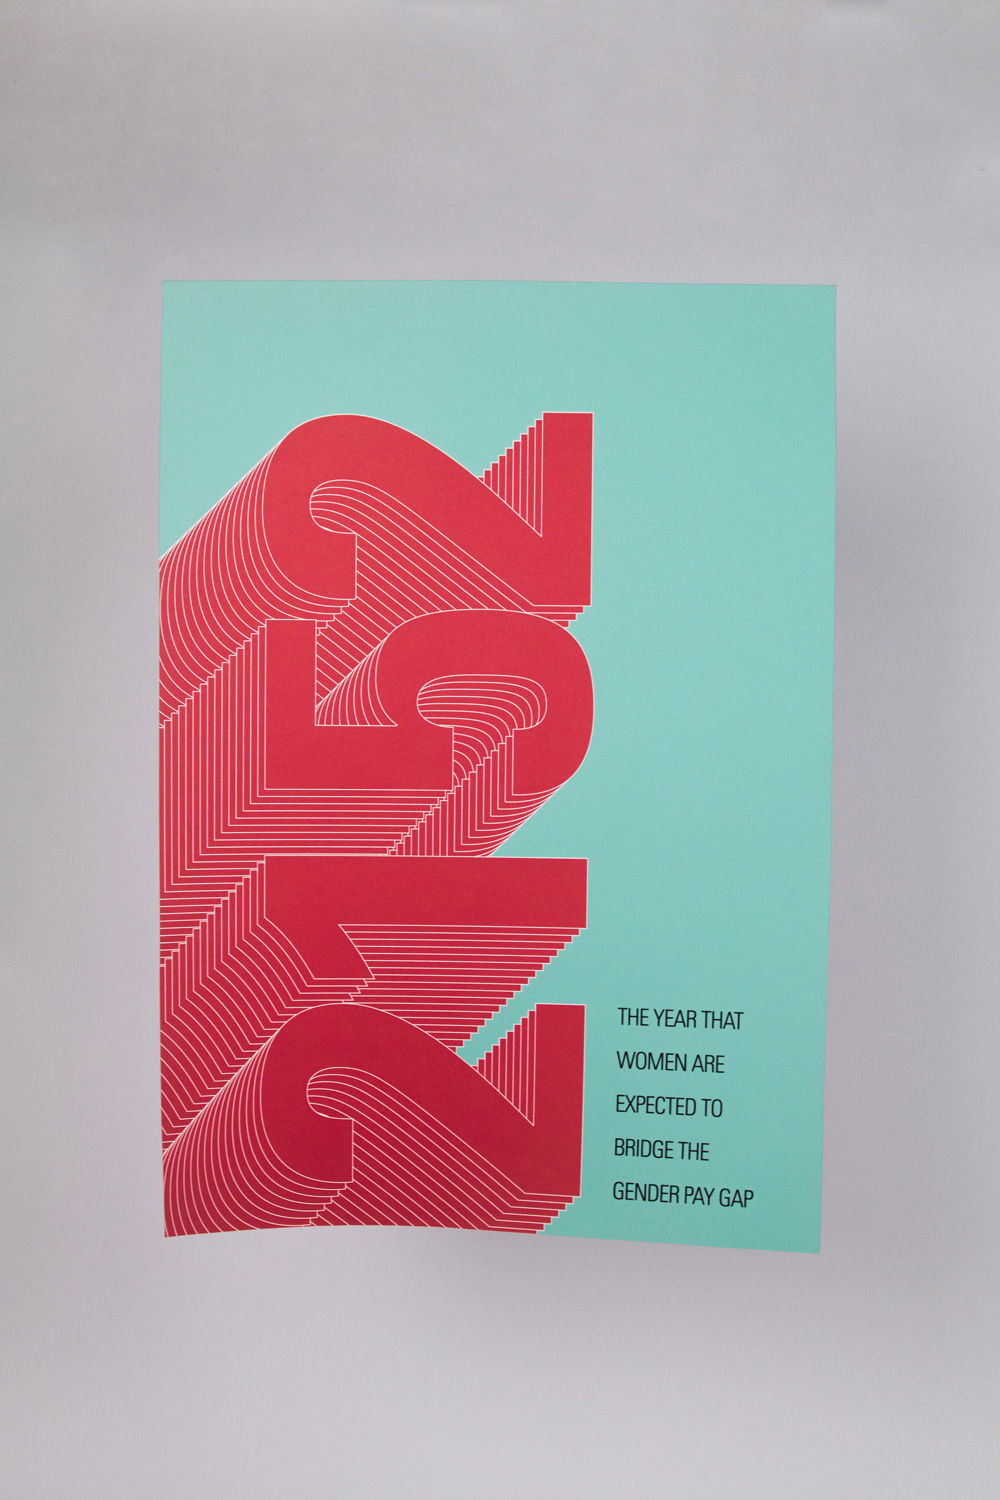 2152
THE YEAR THAT
WOMEN ARE
EXPECTED TO
BRIDGE THE
GENDER PAY GAP